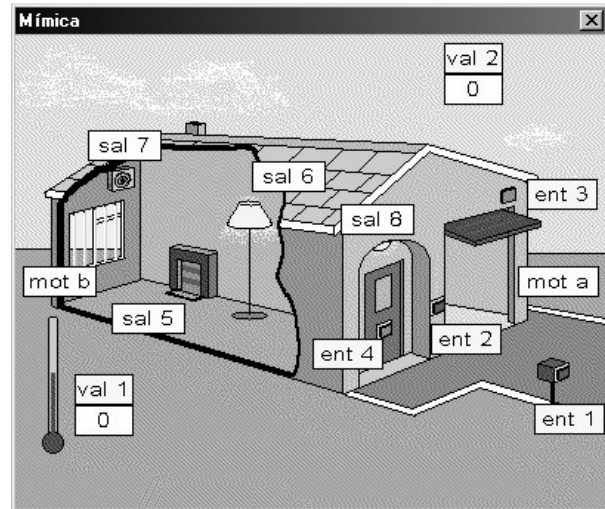 Mímica
val 2
0
sal 7
sal 6
ent 3
sal 8
mot b
mot a
sal 5
ent 2
ent 4
val 1
0
ent 1